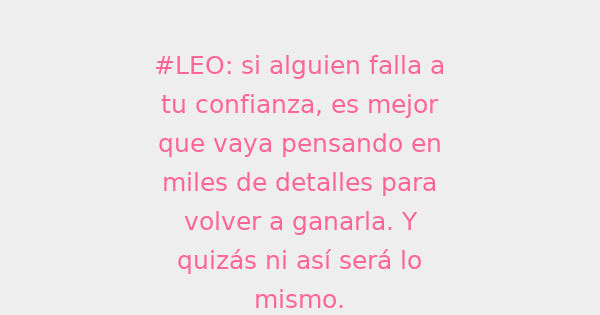 #LEO: si alguien falla a
tu confianza, es mejor
que vaya pensando en
miles de detalles para
volver a ganarla. Y
quizás ni así será lo
mismo.